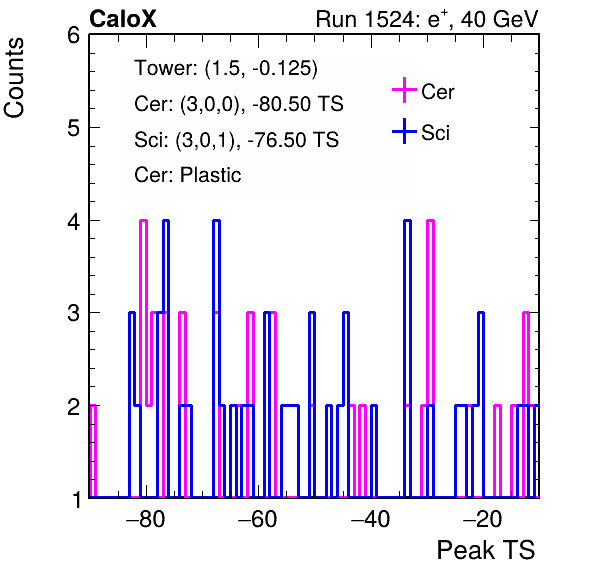 CaloX Run 1524: e⁺, 40 GeV
Counts
Tower: (1.5, -0.125)
Cer: (3,0,0), -80.50 TS
Sci: (3,0,1), -76.50 TS
Cer: Plastic
Cer
Sci
6
5
4
3
2
1
−80 −60 −40 −20
Peak TS